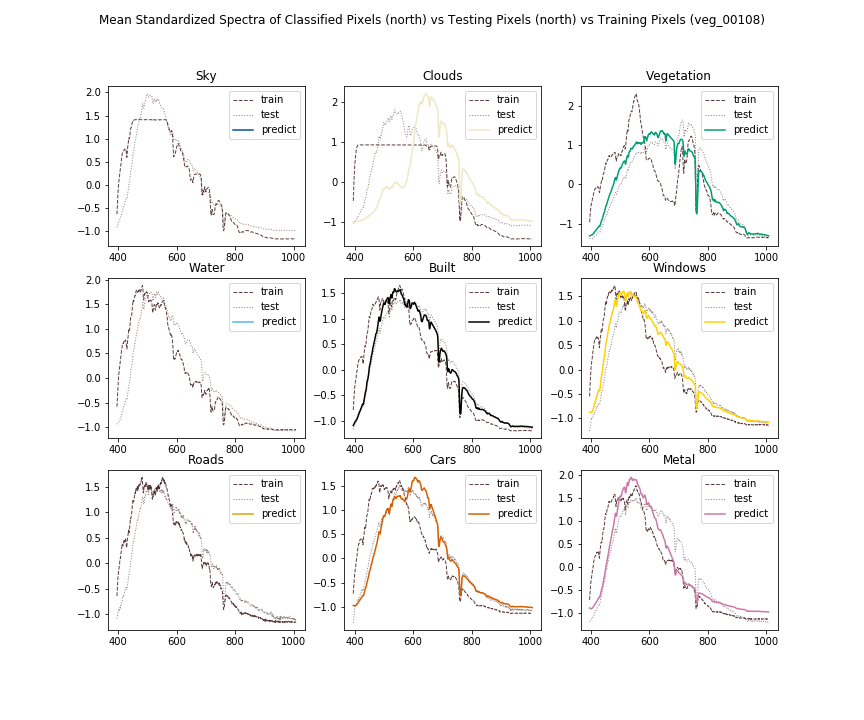 Mean Standardized Spectra of Classified Pixels (north) vs Testing Pixels (north) vs Training Pixels (veg_00108)
Sky
2.0
1.5
1.0
0.5
0.0
−0.5
−1.0
400 600 800 1000
train
test
predict
Clouds
2
1
0
−1
400 600 800 1000
train
test
predict
Vegetation
2
1
0
−1
400 600 800 1000
train
test
predict
Water
2.0
1.5
1.0
0.5
0.0
−0.5
−1.0
400 600 800 1000
train
test
predict
Built
1.5
1.0
0.5
0.0
−0.5
−1.0
400 600 800 1000
train
test
predict
Windows
1.5
1.0
0.5
0.0
−0.5
−1.0
400 600 800 1000
train
test
predict
Roads
1.5
1.0
0.5
0.0
−0.5
−1.0
400 600 800 1000
train
test
predict
Cars
1.5
1.0
0.5
0.0
−0.5
−1.0
400 600 800 1000
train
test
predict
Metal
2.0
1.5
1.0
0.5
0.0
−0.5
−1.0
400 600 800 1000
train
test
predict